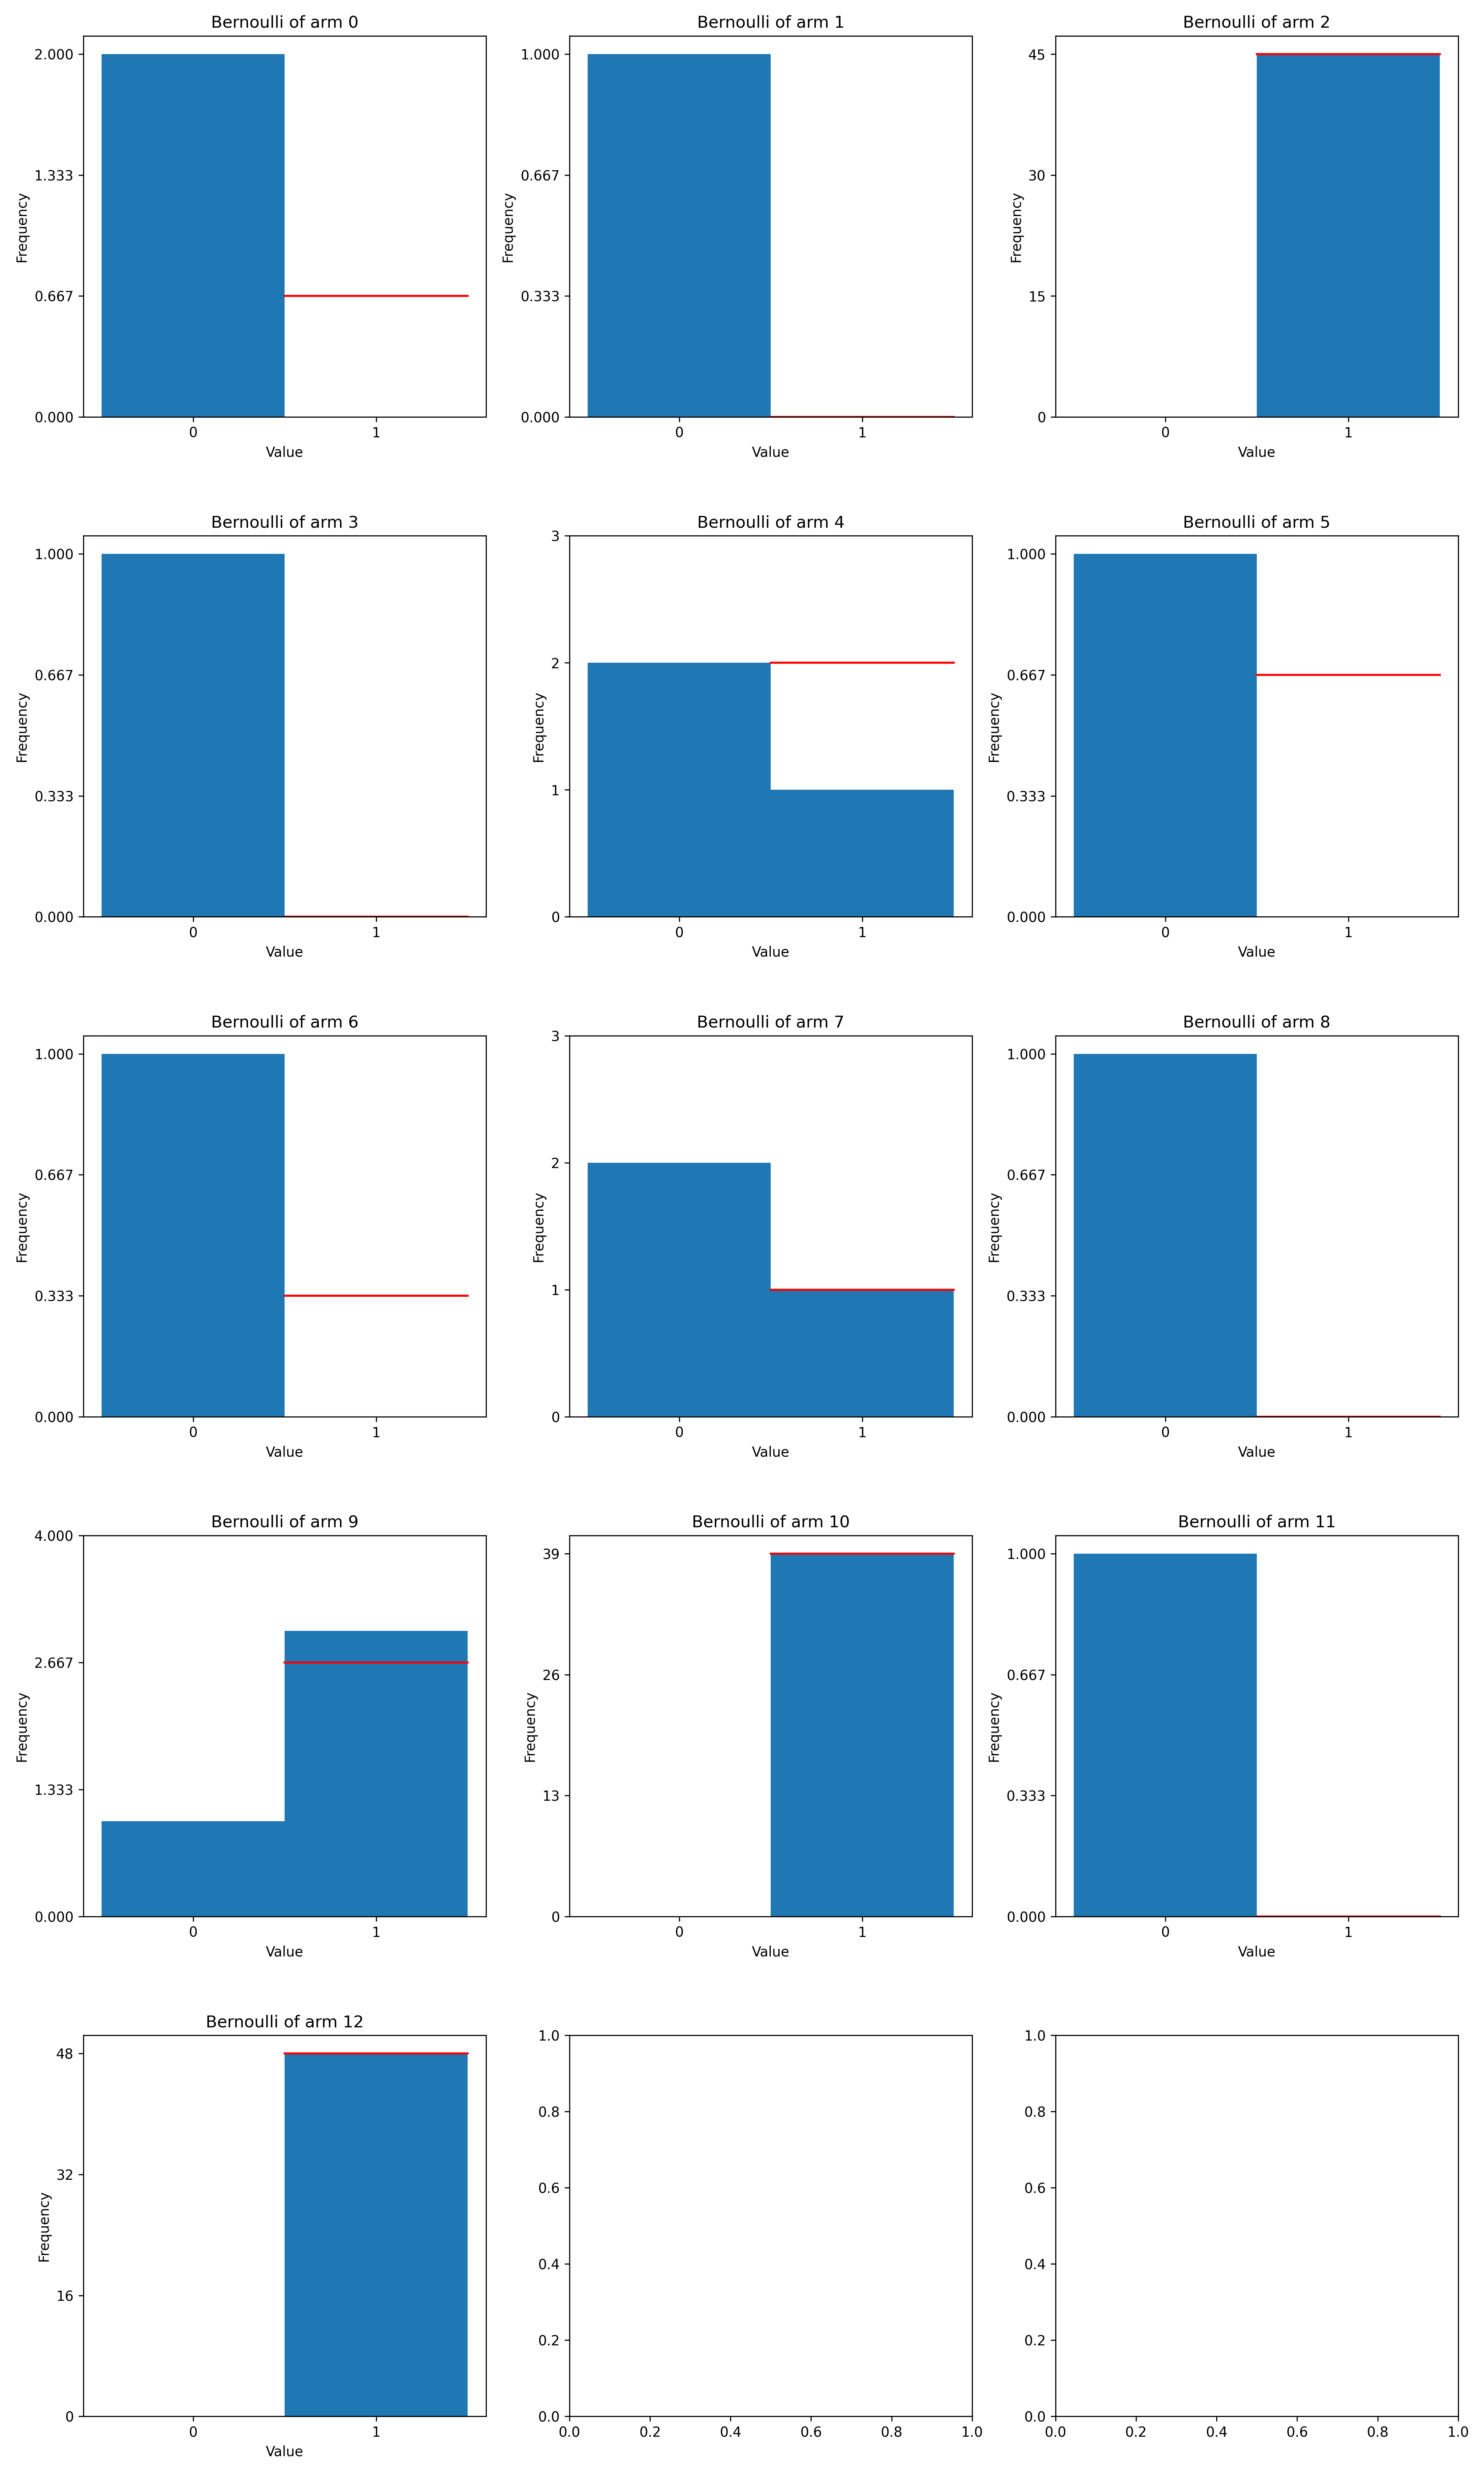 Bernoulli of arm 0
2.000
1.333
0.667
0.000
Frequency
0 1
Value
Bernoulli of arm 1
1.000
0.667
0.333
0.000
Frequency
0 1
Value
Bernoulli of arm 2
45
30
15
0
Frequency
0 1
Value
Bernoulli of arm 3
1.000
0.667
0.333
0.000
Frequency
0 1
Value
Bernoulli of arm 4
3
2
1
0
Frequency
0 1
Value
Bernoulli of arm 5
1.000
0.667
0.333
0.000
Frequency
0 1
Value
Bernoulli of arm 6
1.000
0.667
0.333
0.000
Frequency
0 1
Value
Bernoulli of arm 7
3
2
1
0
Frequency
0 1
Value
Bernoulli of arm 8
1.000
0.667
0.333
0.000
Frequency
0 1
Value
Bernoulli of arm 9
4.000
2.667
1.333
0.000
Frequency
0 1
Value
Bernoulli of arm 10
39
26
13
0
Frequency
0 1
Value
Bernoulli of arm 11
1.000
0.667
0.333
0.000
Frequency
0 1
Value
Bernoulli of arm 12
48
32
16
0
Frequency
0 1
Value
1.0
0.8
0.6
0.4
0.2
0.0
0.0 0.2 0.4 0.6 0.8 1.0
1.0
0.8
0.6
0.4
0.2
0.0
0.0 0.2 0.4 0.6 0.8 1.0